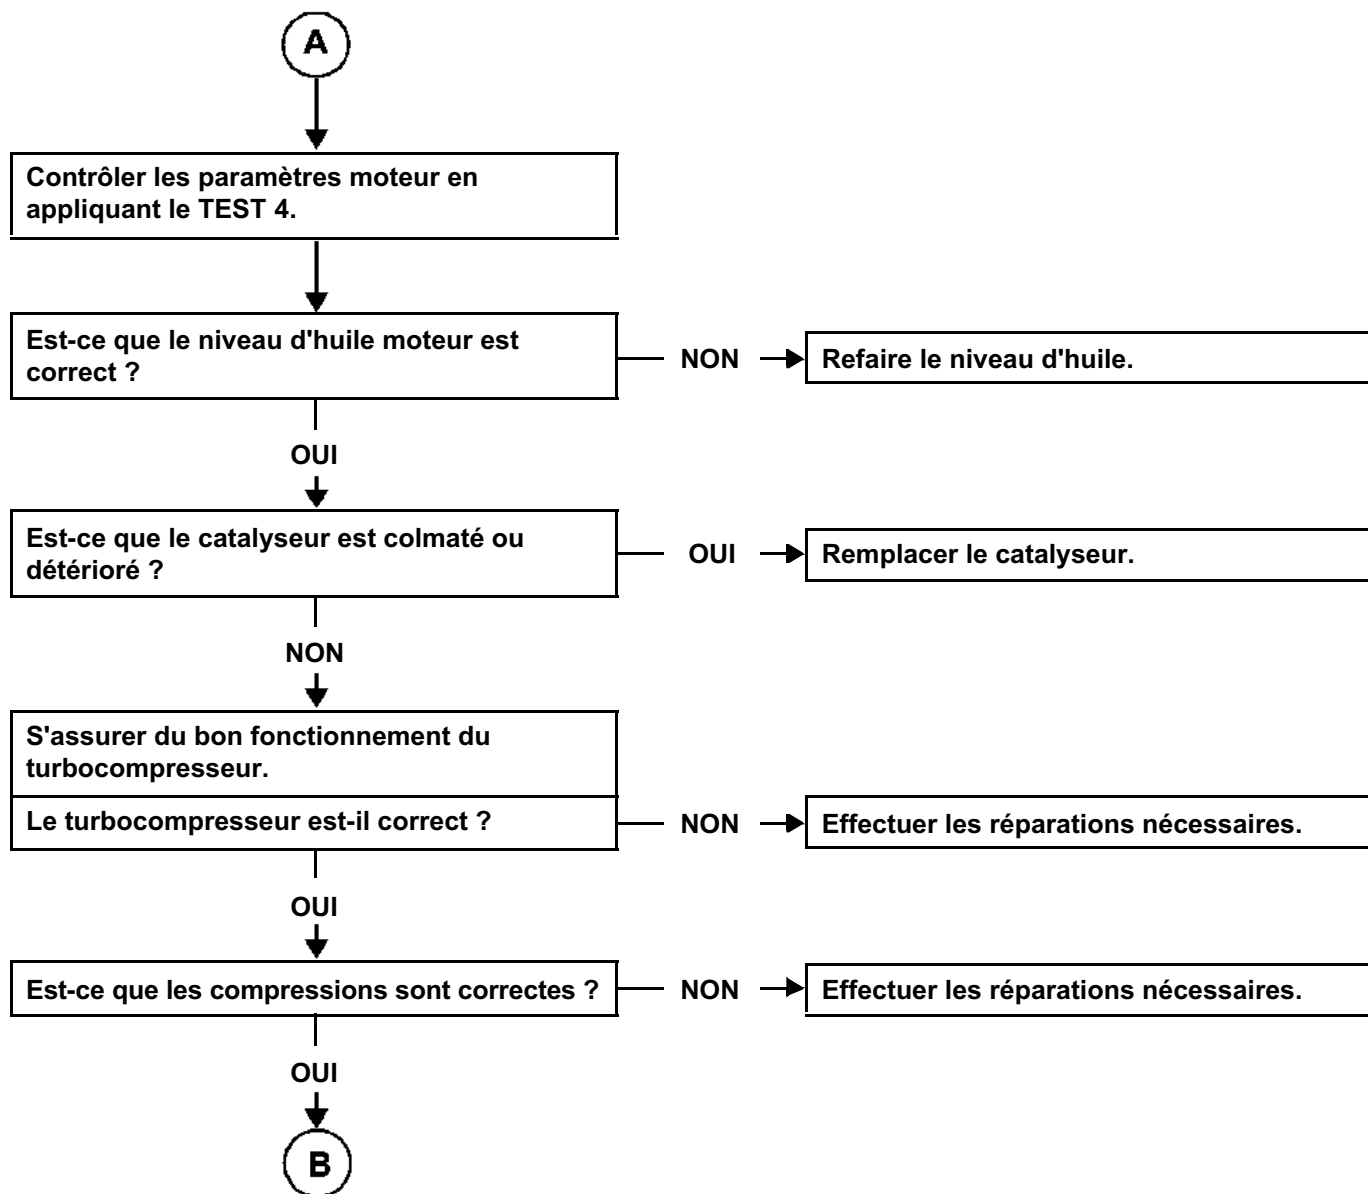 A
Contrôler les paramètres moteur en
appliquant le TEST 4.
Est-ce que le niveau d'huile moteur est
correct ?
NON
Refaire le niveau d'huile.
OUI
Est-ce que le catalyseur est colmaté ou
détérioré ?
OUI
Remplacer le catalyseur.
NON
S'assurer du bon fonctionnement du
turbocompresseur.
Le turbocompresseur est-il correct ?
NON
Effectuer les réparations nécessaires.
OUI
Est-ce que les compressions sont correctes ?
NON
Effectuer les réparations nécessaires.
OUI
B